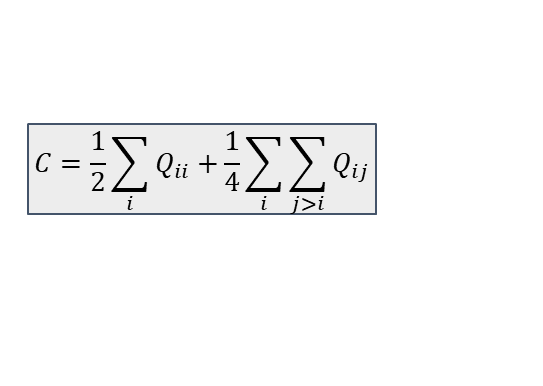 C = \frac{1}{2} \sum_{i} Q_{ii} + \frac{1}{4} \sum_{i} \sum_{j>i} Q_{ij}